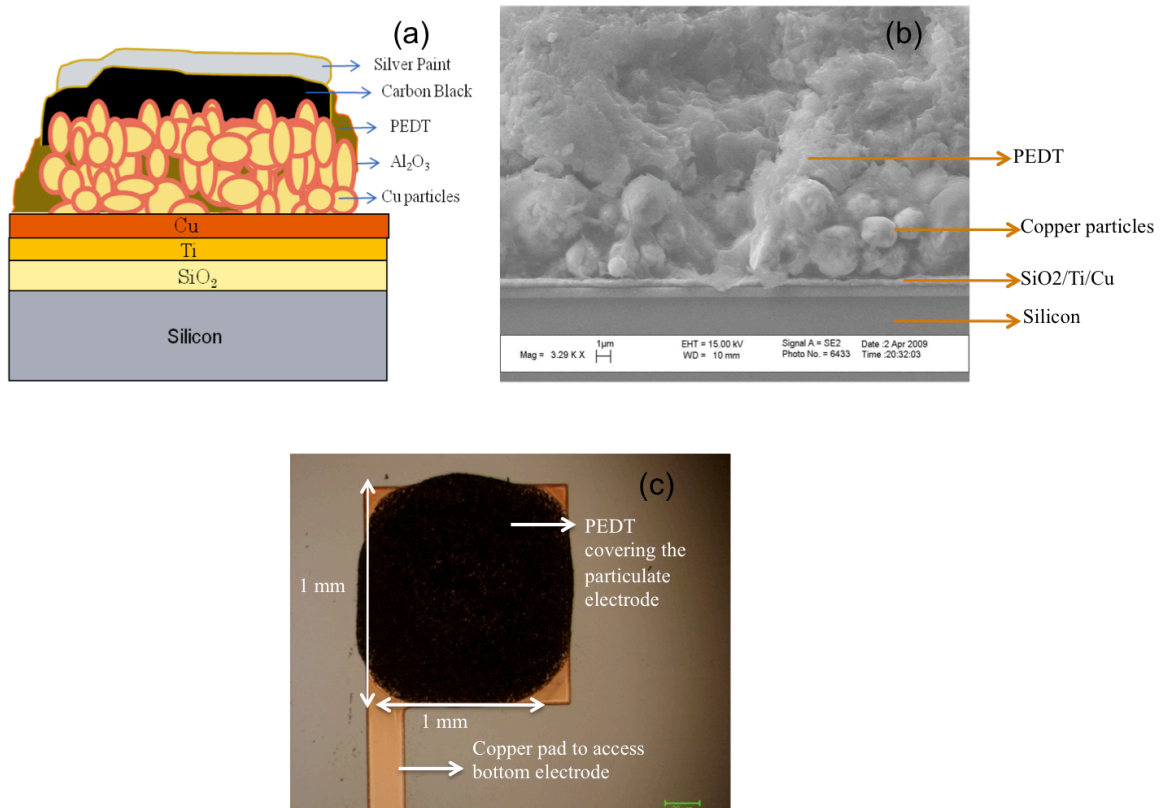 (a)
Silver Paint
Carbon Black
PEDT
Al₂O₃
Cu particles
Cu
Ti
SiO₂
Silicon
(b)
PEDT
Copper particles
SiO2/Ti/Cu
Silicon
Mag = 3.29 K X
1µm
EHT = 15.00 kV
WD = 10 mm
Signal A = SE2
Photo No. = 6433
Date :2 Apr 2009
Time :20:32:03
(c)
PEDT
covering the
particulate
electrode
1 mm
1 mm
Copper pad to access
bottom electrode